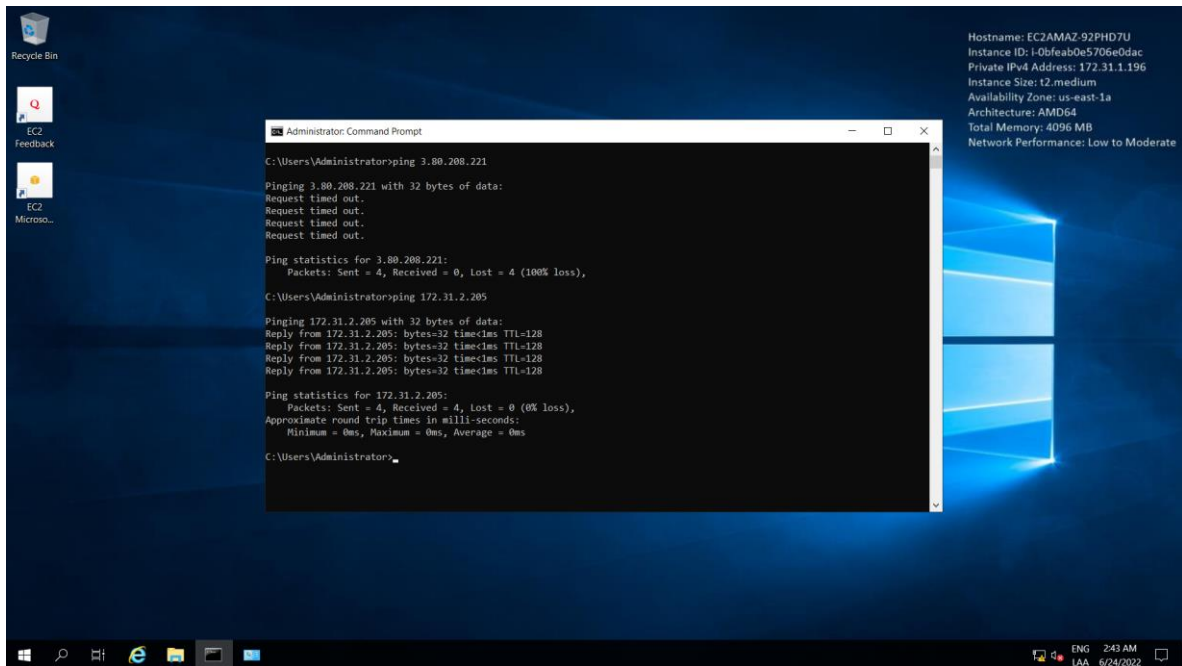 Recycle Bin
EC2
Feedback
EC2
Microso...
Hostname: EC2AMAZ-92PHD7U
Instance ID: i-0bfeab0e5706e0dac
Private IPv4 Address: 172.31.1.196
Instance Size: t2.medium
Availability Zone: us-east-1a
Architecture: AMD64
Total Memory: 4096 MB
Network Performance: Low to Moderate
Administrator: Command Prompt
C:\Users\Administrator>ping 3.80.208.221
Pinging 3.80.208.221 with 32 bytes of data:
Request timed out.
Request timed out.
Request timed out.
Request timed out.
Ping statistics for 3.80.208.221:
Packets: Sent = 4, Received = 0, Lost = 4 (100% loss),
C:\Users\Administrator>ping 172.31.2.205
Pinging 172.31.2.205 with 32 bytes of data:
Reply from 172.31.2.205: bytes=32 time<1ms TTL=128
Reply from 172.31.2.205: bytes=32 time<1ms TTL=128
Reply from 172.31.2.205: bytes=32 time<1ms TTL=128
Reply from 172.31.2.205: bytes=32 time<1ms TTL=128
Ping statistics for 172.31.2.205:
Packets: Sent = 4, Received = 4, Lost = 0 (0% loss),
Approximate round trip times in milli-seconds:
Minimum = 0ms, Maximum = 0ms, Average = 0ms
C:\Users\Administrator>
ENG 2:43 AM
LAA 6/24/2022